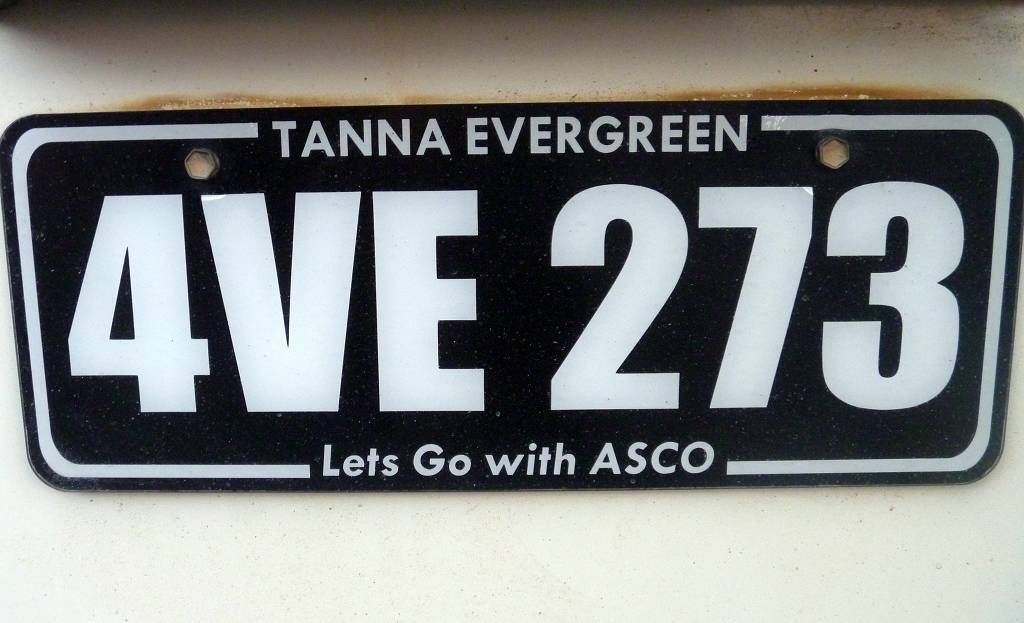 TANNA EVERGREEN
4VE 273
Lets Go with ASCO